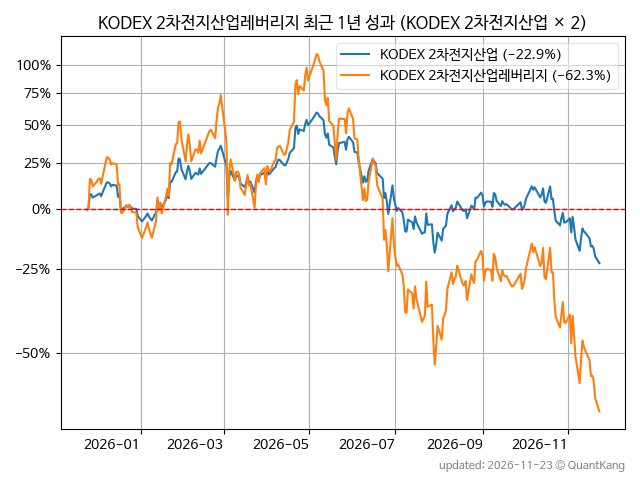 KODEX 2차전지산업레버리지 최근 1년 성과 (KODEX 2차전지산업 × 2)
KODEX 2차전지산업 (−22.9%)
KODEX 2차전지산업레버리지 (−62.3%)
100%
75%
50%
25%
0%
−25%
−50%
2026-01 2026-03 2026-05 2026-07 2026-09 2026-11
updated: 2026-11-23 © QuantKang